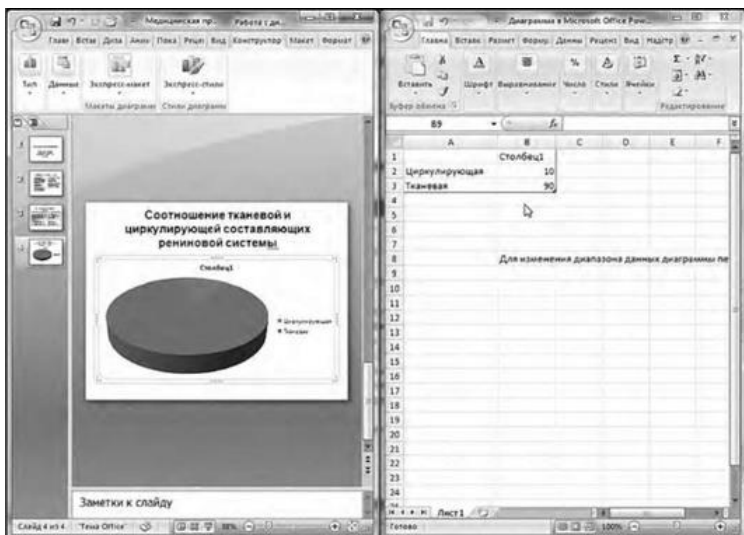 Медицинская пр...
Работа с ди...
Глав Встав Диза Аним Пока Рецен Вид Конструктор Макет Формат
Тип
Данные
Экспресс-макет
Экспресс-стили
Макеты диаграмм
Стили диаграмм
Соотношение тканевой и
циркулирующей составляющих
рениновой системы
Столбец1
Циркулирующая
Тканевая
Заметки к слайду
Слайд 4 из 4
"Тема Office"
Диаграмма в Microsoft Office Pow...
Главна Вставк Размет Форму Данны Реценз Вид Надстр
Вставить
Шрифт
Выравнивание
Число
Стили
Ячейки
Буфер обмена
Редактирование
B9
A B C D E F
1 Столбец1
2 Циркулирующая 10
3 Тканевая 90
4
5
6
7
8 Для изменения диапазона данных диаграммы пе
9
10
11
12
13
14
15
16
17
18
19
20
21
22
23
24
Лист1
Готово
100%